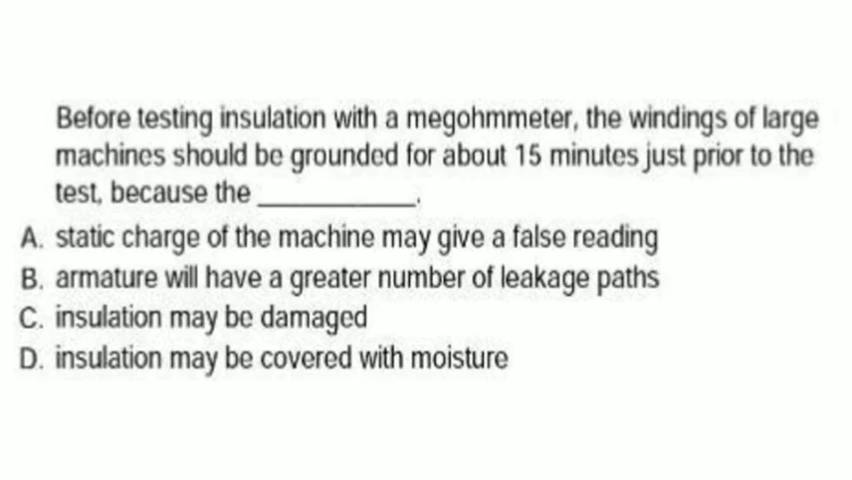 Before testing insulation with a megohmmeter, the windings of large
machines should be grounded for about 15 minutes just prior to the
test, because the ____________.
A. static charge of the machine may give a false reading
B. armature will have a greater number of leakage paths
C. insulation may be damaged
D. insulation may be covered with moisture